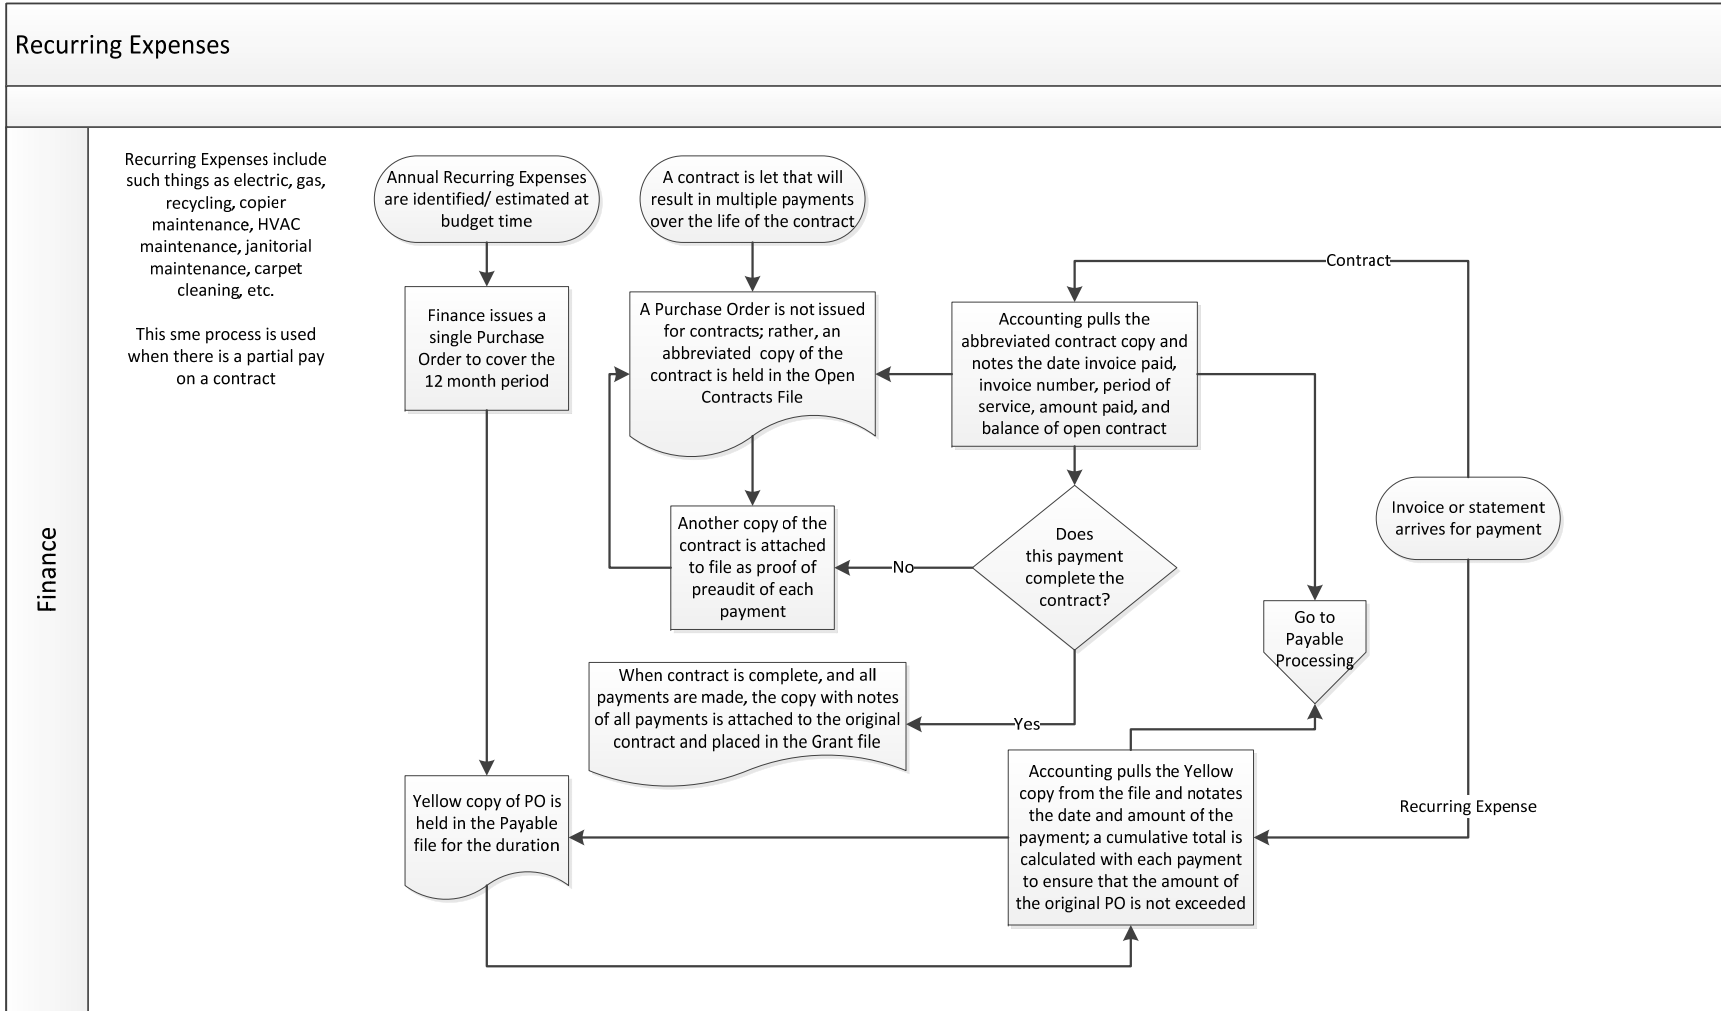 Recurring Expenses
Finance
Recurring Expenses include
such things as electric, gas,
recycling, copier
maintenance, HVAC
maintenance, janitorial
maintenance, carpet
cleaning, etc.
This sme process is used
when there is a partial pay
on a contract
Annual Recurring Expenses
are identified/ estimated at
budget time
Finance issues a
single Purchase
Order to cover the
12 month period
Yellow copy of PO is
held in the Payable
file for the duration
A contract is let that will
result in multiple payments
over the life of the contract
A Purchase Order is not issued
for contracts; rather, an
abbreviated copy of the
contract is held in the Open
Contracts File
Another copy of the
contract is attached
to file as proof of
preaudit of each
payment
When contract is complete, and all
payments are made, the copy with notes
of all payments is attached to the original
contract and placed in the Grant file
Accounting pulls the
abbreviated contract copy and
notes the date invoice paid,
invoice number, period of
service, amount paid, and
balance of open contract
Does
this payment
complete the
contract?
No
Yes
Accounting pulls the Yellow
copy from the file and notates
the date and amount of the
payment; a cumulative total is
calculated with each payment
to ensure that the amount of
the original PO is not exceeded
Go to
Payable
Processing
Contract
Invoice or statement
arrives for payment
Recurring Expense